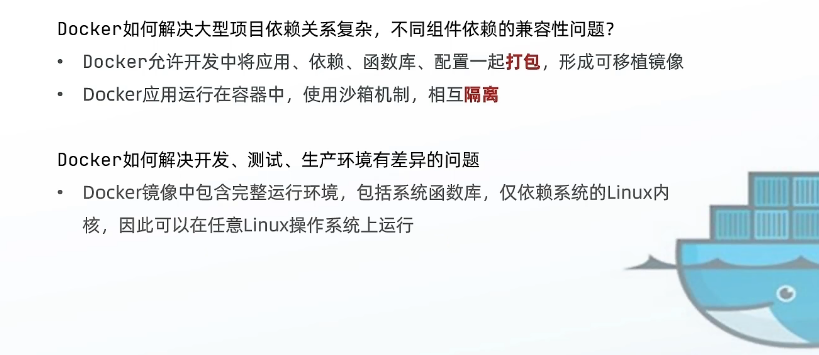 Docker如何解决大型项目依赖关系复杂，不同组件依赖的兼容性问题？
• Docker允许开发中将应用、依赖、函数库、配置一起打包，形成可移植镜像
• Docker应用运行在容器中，使用沙箱机制，相互隔离
Docker如何解决开发、测试、生产环境有差异的问题
• Docker镜像中包含完整运行环境，包括系统函数库，仅依赖系统的Linux内
核，因此可以在任意Linux操作系统上运行